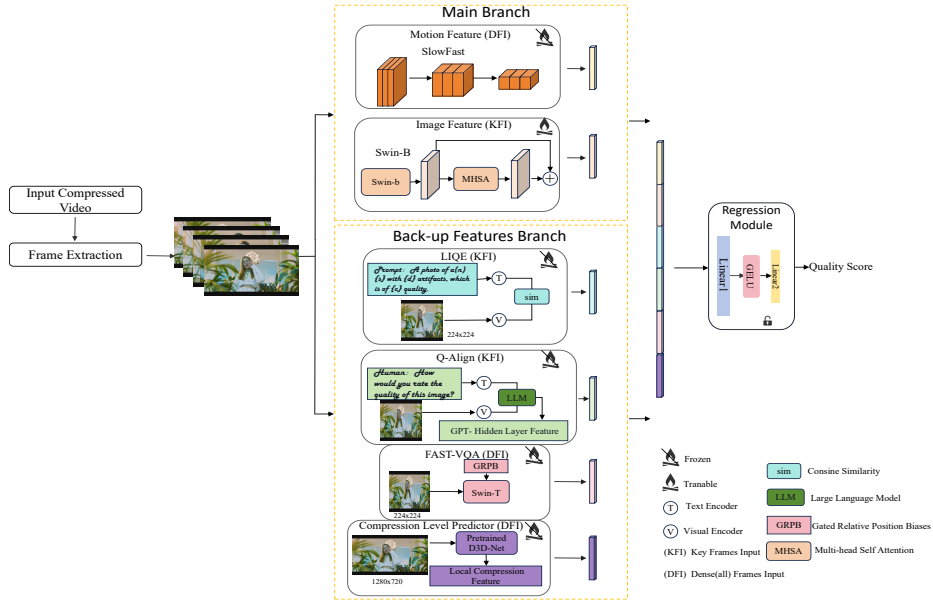 Main Branch
Motion Feature (DFI)
SlowFast
Image Feature (KFI)
Swin-B
Swin-b
MHSA
Input Compressed
Video
Frame Extraction
Back-up Features Branch
LIQE (KFI)
Prompt: A photo of a{n}
{s} with {d} artifacts, which
is of {c} quality.
T
sim
V
224x224
Q-Align (KFI)
Human: How
would you rate the
quality of this image?
T
LLM
V
GPT- Hidden Layer Feature
FAST-VQA (DFI)
GRPB
Swin-T
224x224
Compression Level Predictor (DFI)
Pretrained
D3D-Net
Local Compression
Feature
1280x720
Regression
Module
Linear1
GELU
Linear2
Quality Score
Frozen
Tranable
T Text Encoder
V Visual Encoder
(KFI) Key Frames Input
(DFI) Dense(all) Frames Input
sim Consine Similarity
LLM Large Language Model
GRPB Gated Relative Position Biases
MHSA Multi-head Self Attention